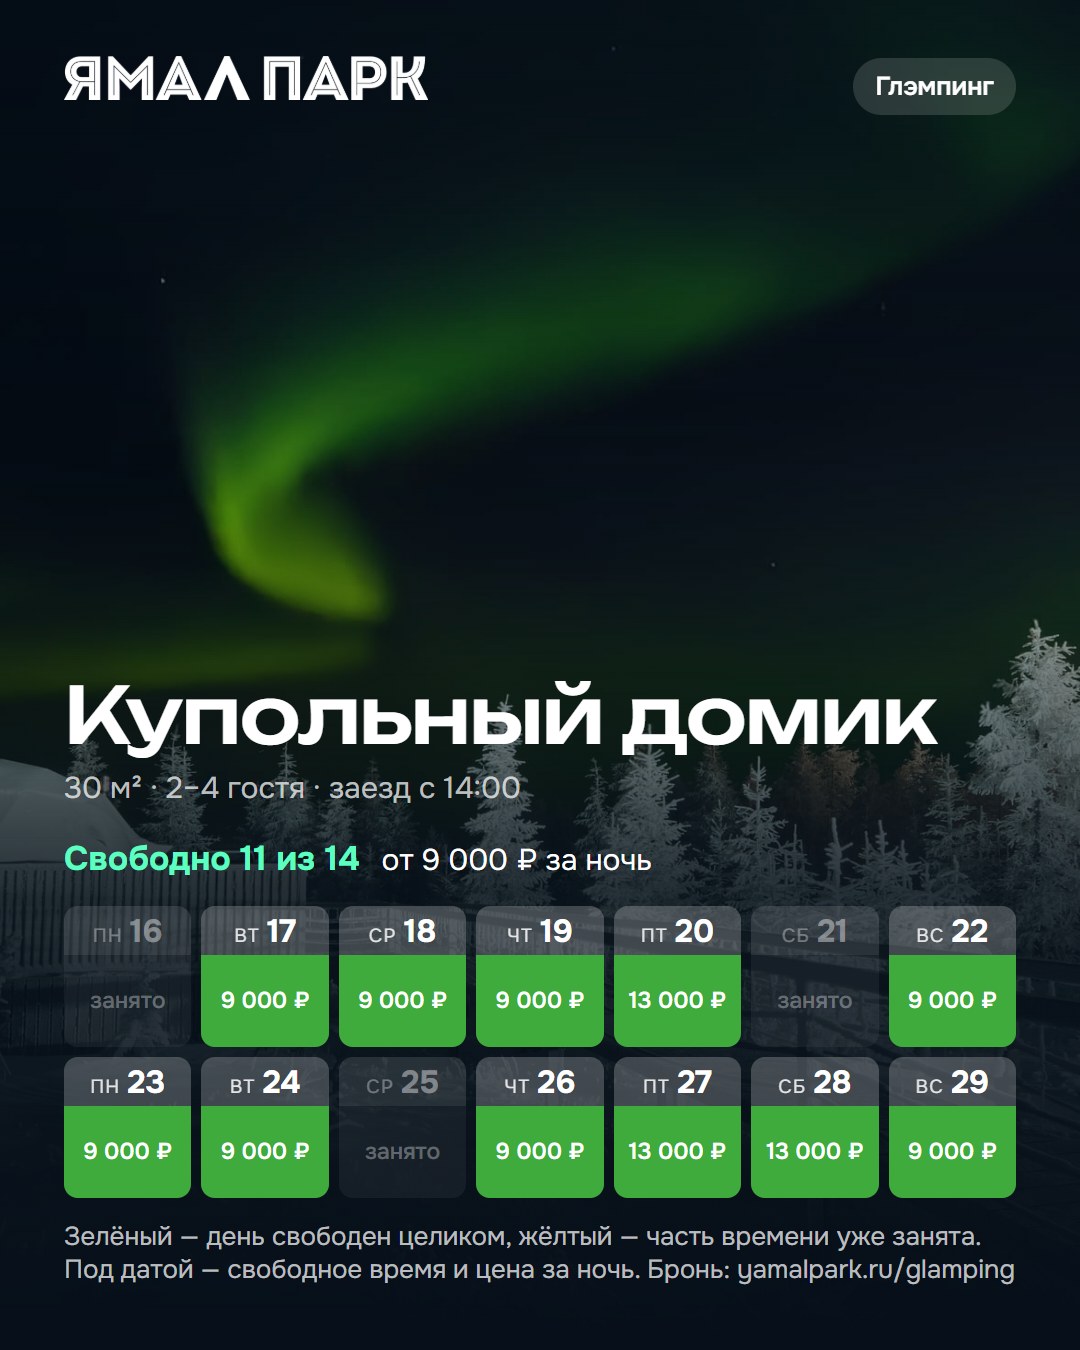 ЯМАЛ ПАРК
Глэмпинг
Купольный домик
30 м² · 2–4 гостя · заезд с 14:00
Свободно 11 из 14 от 9 000 ₽ за ночь
ПН 16 ВТ 17 СР 18 ЧТ 19 ПТ 20 СБ 21 ВС 22
занято 9 000 ₽ 9 000 ₽ 9 000 ₽ 13 000 ₽ занято 9 000 ₽
ПН 23 ВТ 24 СР 25 ЧТ 26 ПТ 27 СБ 28 ВС 29
9 000 ₽ 9 000 ₽ занято 9 000 ₽ 13 000 ₽ 13 000 ₽ 9 000 ₽
Зелёный — день свободен целиком, жёлтый — часть времени уже занята.
Под датой — свободное время и цена за ночь. Бронь: yamalpark.ru/glamping